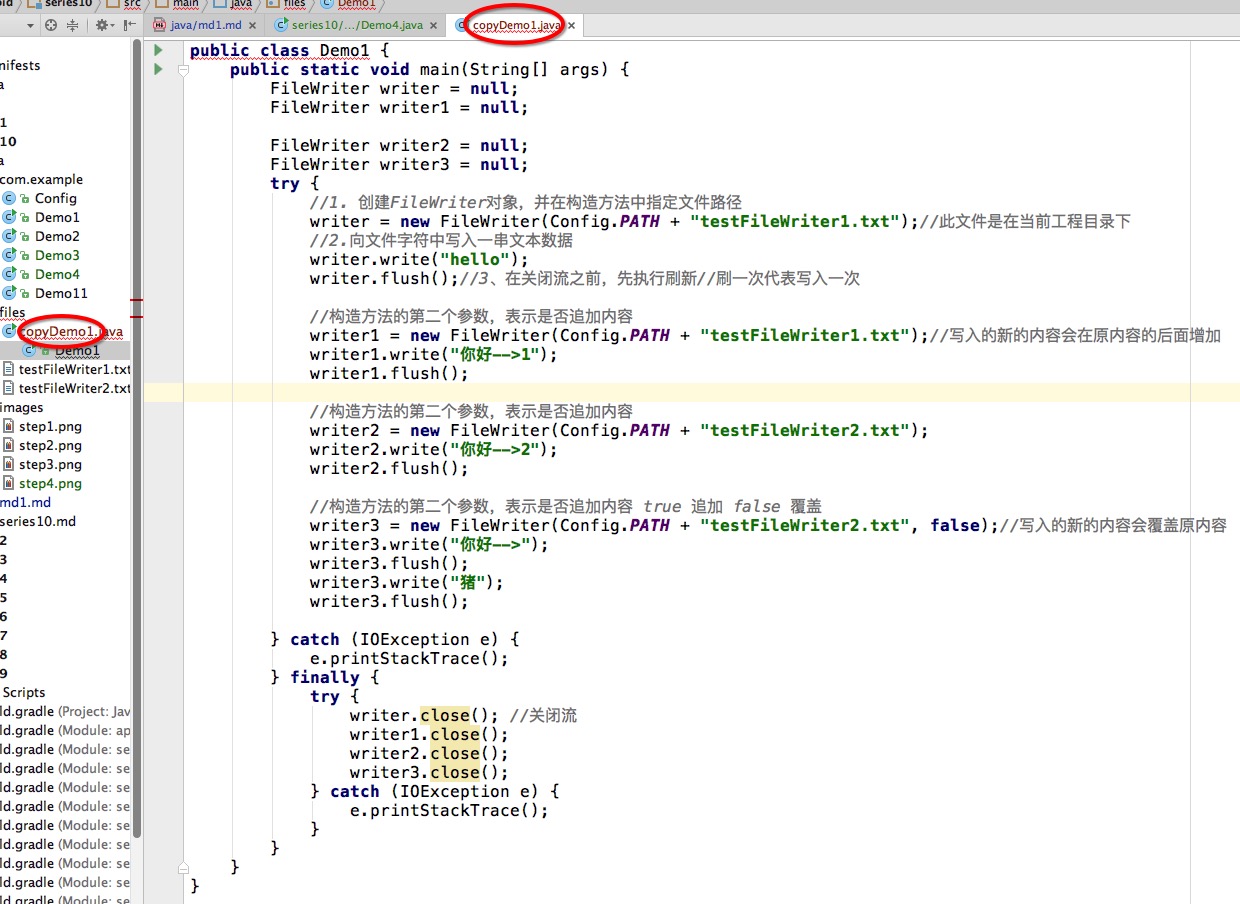 series10 src main java files Demo1
java/md1.md series10/.../Demo4.java copyDemo1.java
nifests
a
1
10
a
com.example
Config
Demo1
Demo2
Demo3
Demo4
Demo11
files
copyDemo1.java
Demo1
testFileWriter1.txt
testFileWriter2.txt
images
step1.png
step2.png
step3.png
step4.png
md1.md
series10.md
2
3
4
5
6
7
8
9
Scripts
ld.gradle (Project: Jav
ld.gradle (Module: ap
ld.gradle (Module: se
ld.gradle (Module: se
ld.gradle (Module: se
ld.gradle (Module: se
ld.gradle (Module: se
ld.gradle (Module: se
ld.gradle (Module: se
ld.gradle (Module: se
ld.gradle (Module: se
public class Demo1 {
public static void main(String[] args) {
FileWriter writer = null;
FileWriter writer1 = null;
FileWriter writer2 = null;
FileWriter writer3 = null;
try {
//1. 创建FileWriter对象，并在构造方法中指定文件路径
writer = new FileWriter(Config.PATH + "testFileWriter1.txt");//此文件是在当前工程目录下
//2.向文件字符中写入一串文本数据
writer.write("hello");
writer.flush();//3、在关闭流之前，先执行刷新//刷一次代表写入一次
//构造方法的第二个参数，表示是否追加内容
writer1 = new FileWriter(Config.PATH + "testFileWriter1.txt");//写入的新的内容会在原内容的后面增加
writer1.write("你好-->1");
writer1.flush();
//构造方法的第二个参数，表示是否追加内容
writer2 = new FileWriter(Config.PATH + "testFileWriter2.txt");
writer2.write("你好-->2");
writer2.flush();
//构造方法的第二个参数，表示是否追加内容 true 追加 false 覆盖
writer3 = new FileWriter(Config.PATH + "testFileWriter2.txt", false);//写入的新的内容会覆盖原内容
writer3.write("你好-->");
writer3.flush();
writer3.write("猪");
writer3.flush();
} catch (IOException e) {
e.printStackTrace();
} finally {
try {
writer.close(); //关闭流
writer1.close();
writer2.close();
writer3.close();
} catch (IOException e) {
e.printStackTrace();
}
}
}
}